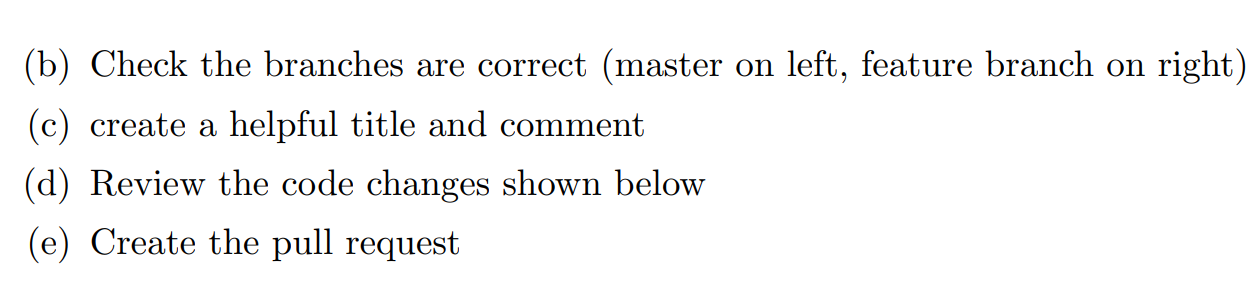 (b) Check the branches are correct (master on left, feature branch on right)
(c) create a helpful title and comment
(d) Review the code changes shown below
(e) Create the pull request